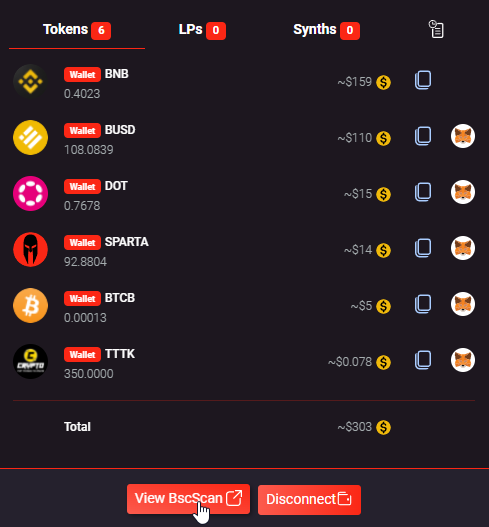 Tokens 6 LPs 0 Synths 0
Wallet BNB
0.4023
~$159
Wallet BUSD
108.0839
~$110
Wallet DOT
0.7678
~$15
Wallet SPARTA
92.8804
~$14
Wallet BTCB
0.00013
~$5
CRYPTO
Wallet TTTK
350.0000
~$0.078
Total ~$303
View BscScan Disconnect